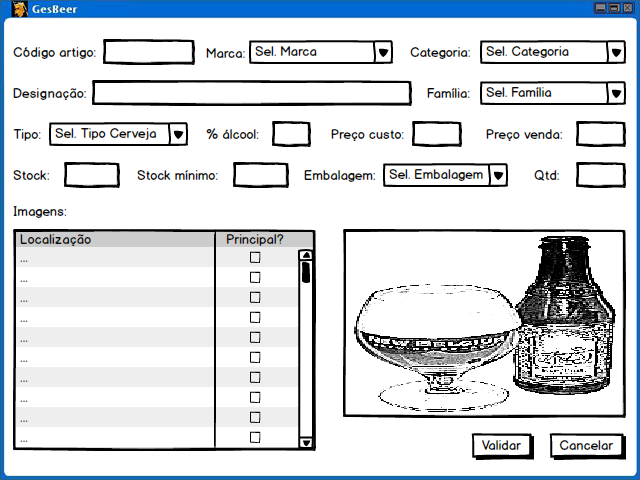 GesBeer
Código artigo: Marca: Sel. Marca Categoria: Sel. Categoria
Designação: Família: Sel. Família
Tipo: Sel. Tipo Cerveja % álcool: Preço custo: Preço venda:
Stock: Stock mínimo: Embalagem: Sel. Embalagem Qtd:
Imagens:
Localização Principal?
...
...
...
...
...
...
...
...
...
...
Validar Cancelar